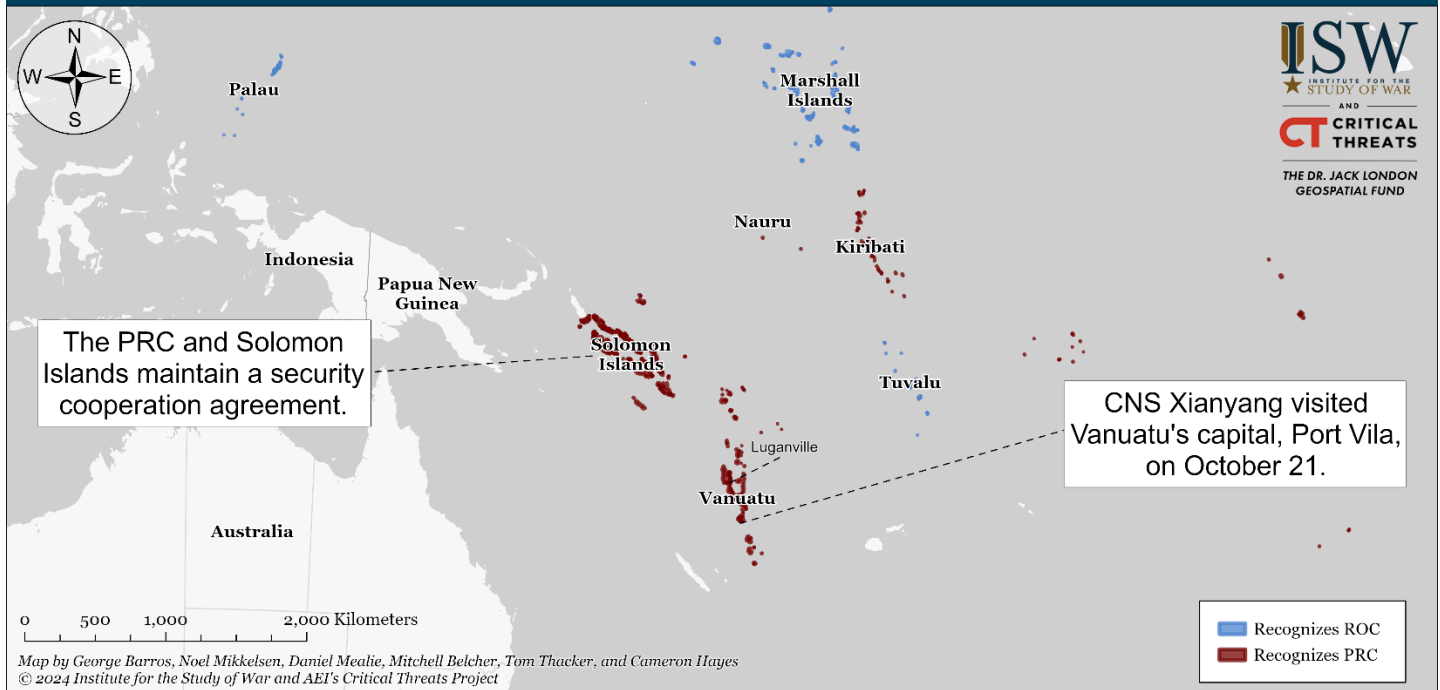 N
W
E
S
Palau
Marshall
Islands
ISW
INSTITUTE FOR THE
STUDY OF WAR
AND
CT CRITICAL
THREATS
THE DR. JACK LONDON
GEOSPATIAL FUND
Nauru
Kiribati
Indonesia
Papua New
Guinea
The PRC and Solomon
Islands maintain a security
cooperation agreement.
Solomon
Islands
Tuvalu
CNS Xianyang visited
Vanuatu's capital, Port Vila,
on October 21.
Luganville
Vanuatu
Australia
0 500 1,000 2,000 Kilometers
Recognizes ROC
Recognizes PRC
Map by George Barros, Noel Mikkelsen, Daniel Mealie, Mitchell Belcher, Tom Thacker, and Cameron Hayes
© 2024 Institute for the Study of War and AEI's Critical Threats Project